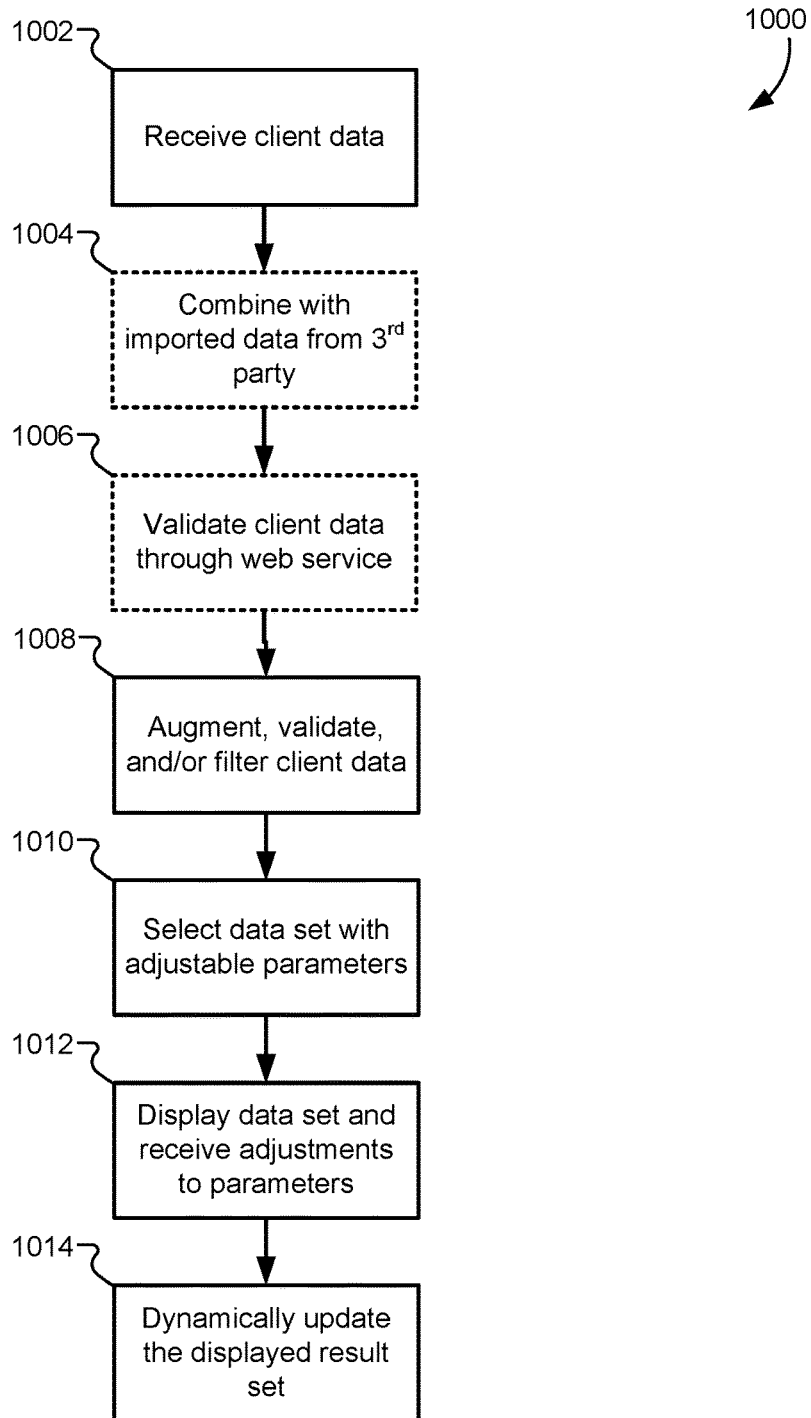 1000
1002
Receive client data
1004
Combine with
imported data from 3rd
party
1006
Validate client data
through web service
1008
Augment, validate,
and/or filter client data
1010
Select data set with
adjustable parameters
1012
Display data set and
receive adjustments
to parameters
1014
Dynamically update
the displayed result
set